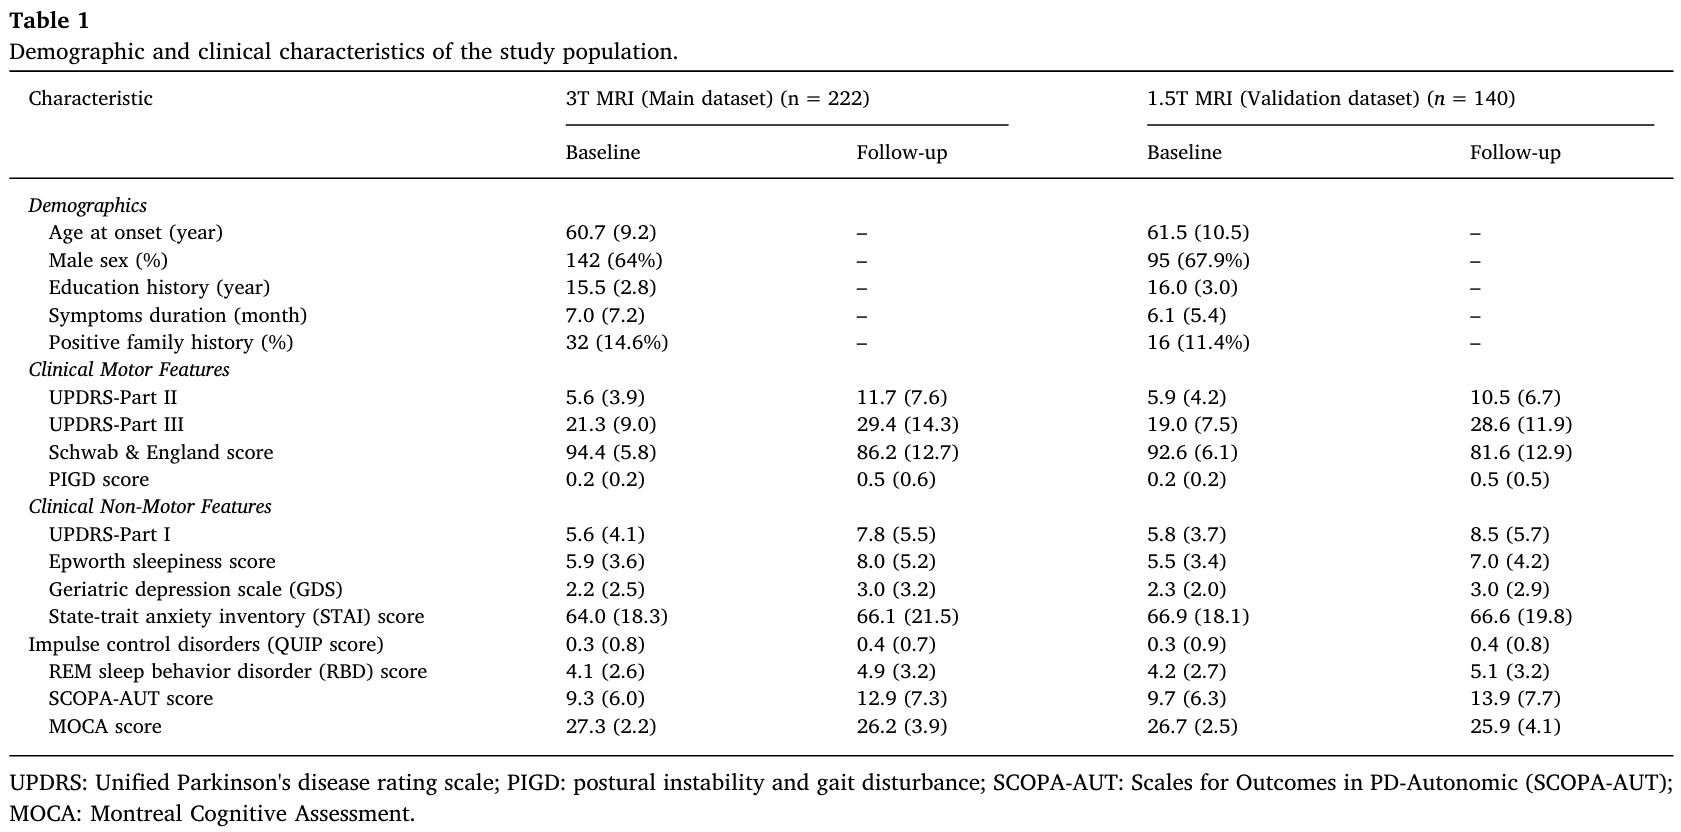 Table 1
Demographic and clinical characteristics of the study population.
Characteristic 3T MRI (Main dataset) (n = 222) 1.5T MRI (Validation dataset) (n = 140)
Baseline Follow-up Baseline Follow-up
Demographics
Age at onset (year) 60.7 (9.2) – 61.5 (10.5) –
Male sex (%) 142 (64%) – 95 (67.9%) –
Education history (year) 15.5 (2.8) – 16.0 (3.0) –
Symptoms duration (month) 7.0 (7.2) – 6.1 (5.4) –
Positive family history (%) 32 (14.6%) – 16 (11.4%) –
Clinical Motor Features
UPDRS-Part II 5.6 (3.9) 11.7 (7.6) 5.9 (4.2) 10.5 (6.7)
UPDRS-Part III 21.3 (9.0) 29.4 (14.3) 19.0 (7.5) 28.6 (11.9)
Schwab & England score 94.4 (5.8) 86.2 (12.7) 92.6 (6.1) 81.6 (12.9)
PIGD score 0.2 (0.2) 0.5 (0.6) 0.2 (0.2) 0.5 (0.5)
Clinical Non-Motor Features
UPDRS-Part I 5.6 (4.1) 7.8 (5.5) 5.8 (3.7) 8.5 (5.7)
Epworth sleepiness score 5.9 (3.6) 8.0 (5.2) 5.5 (3.4) 7.0 (4.2)
Geriatric depression scale (GDS) 2.2 (2.5) 3.0 (3.2) 2.3 (2.0) 3.0 (2.9)
State-trait anxiety inventory (STAI) score 64.0 (18.3) 66.1 (21.5) 66.9 (18.1) 66.6 (19.8)
Impulse control disorders (QUIP score) 0.3 (0.8) 0.4 (0.7) 0.3 (0.9) 0.4 (0.8)
REM sleep behavior disorder (RBD) score 4.1 (2.6) 4.9 (3.2) 4.2 (2.7) 5.1 (3.2)
SCOPA-AUT score 9.3 (6.0) 12.9 (7.3) 9.7 (6.3) 13.9 (7.7)
MOCA score 27.3 (2.2) 26.2 (3.9) 26.7 (2.5) 25.9 (4.1)
UPDRS: Unified Parkinson's disease rating scale; PIGD: postural instability and gait disturbance; SCOPA-AUT: Scales for Outcomes in PD-Autonomic (SCOPA-AUT);
MOCA: Montreal Cognitive Assessment.